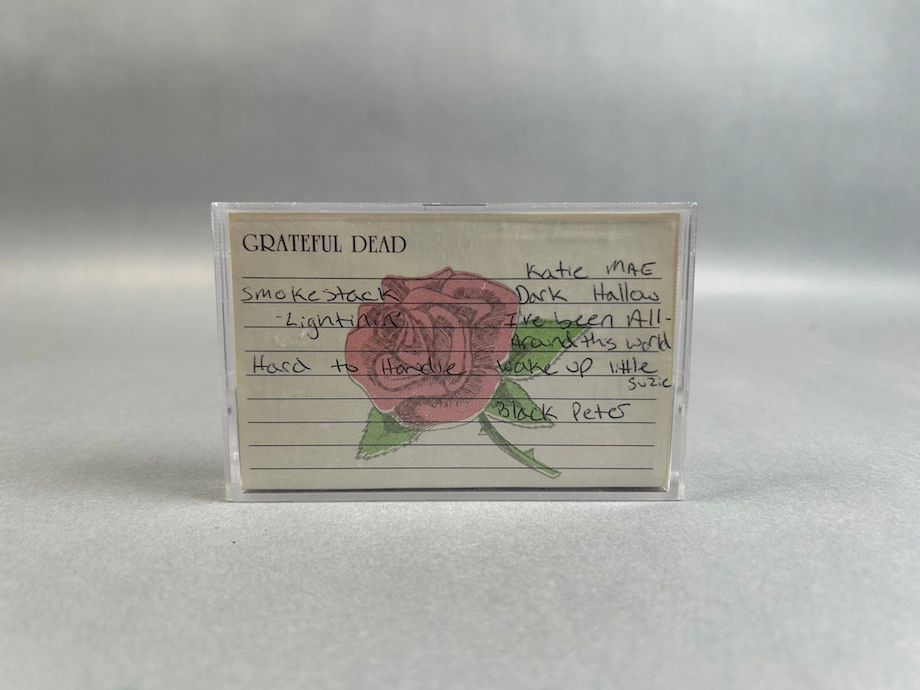 GRATEFUL DEAD
Smokestack
Lightinin'
Hard to Handle
Katie MAE
Dark Hallow
I've been All-
Around this world
Wake up little
Suzie
Black Peter